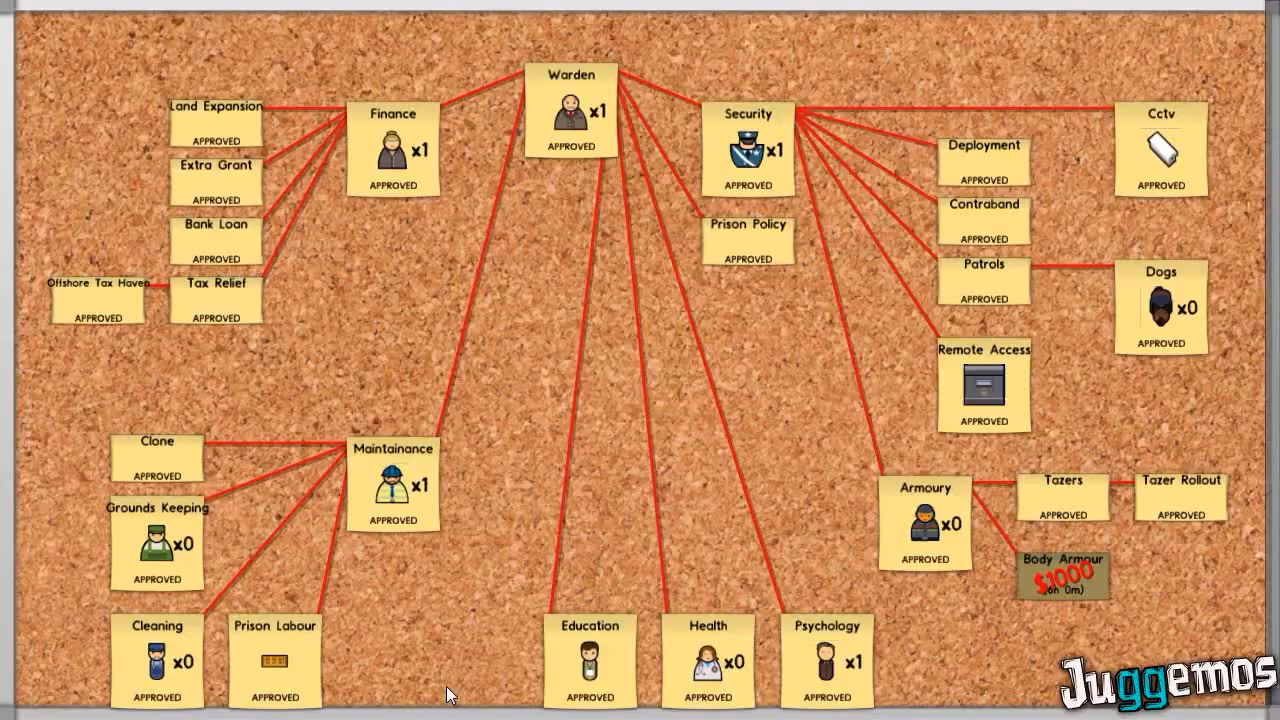 Warden
x1
APPROVED
Land Expansion
APPROVED
Finance
x1
APPROVED
Extra Grant
APPROVED
Bank Loan
APPROVED
Offshore Tax Haven
APPROVED
Tax Relief
APPROVED
Security
x1
APPROVED
Prison Policy
APPROVED
Cctv
APPROVED
Deployment
APPROVED
Contraband
APPROVED
Patrols
APPROVED
Dogs
x0
APPROVED
Remote Access
APPROVED
Clone
APPROVED
Maintainance
x1
APPROVED
Grounds Keeping
x0
APPROVED
Cleaning
x0
APPROVED
Prison Labour
APPROVED
Education
APPROVED
Health
x0
APPROVED
Psychology
x1
APPROVED
Armoury
x0
APPROVED
Tazers
APPROVED
Tazer Rollout
APPROVED
Body Armour
$1000
(6h 0m)
Juggemos